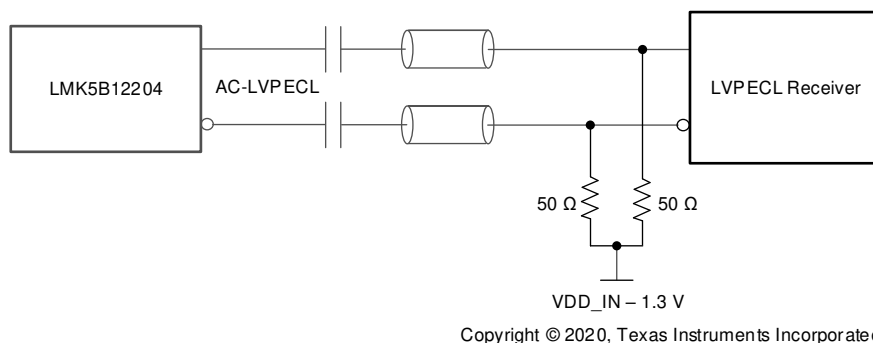 LMK5B12204
AC-LVPECL
LVPECL Receiver
50 Ω
50 Ω
VDD_IN – 1.3 V
Copyright © 2020, Texas Instruments Incorporated